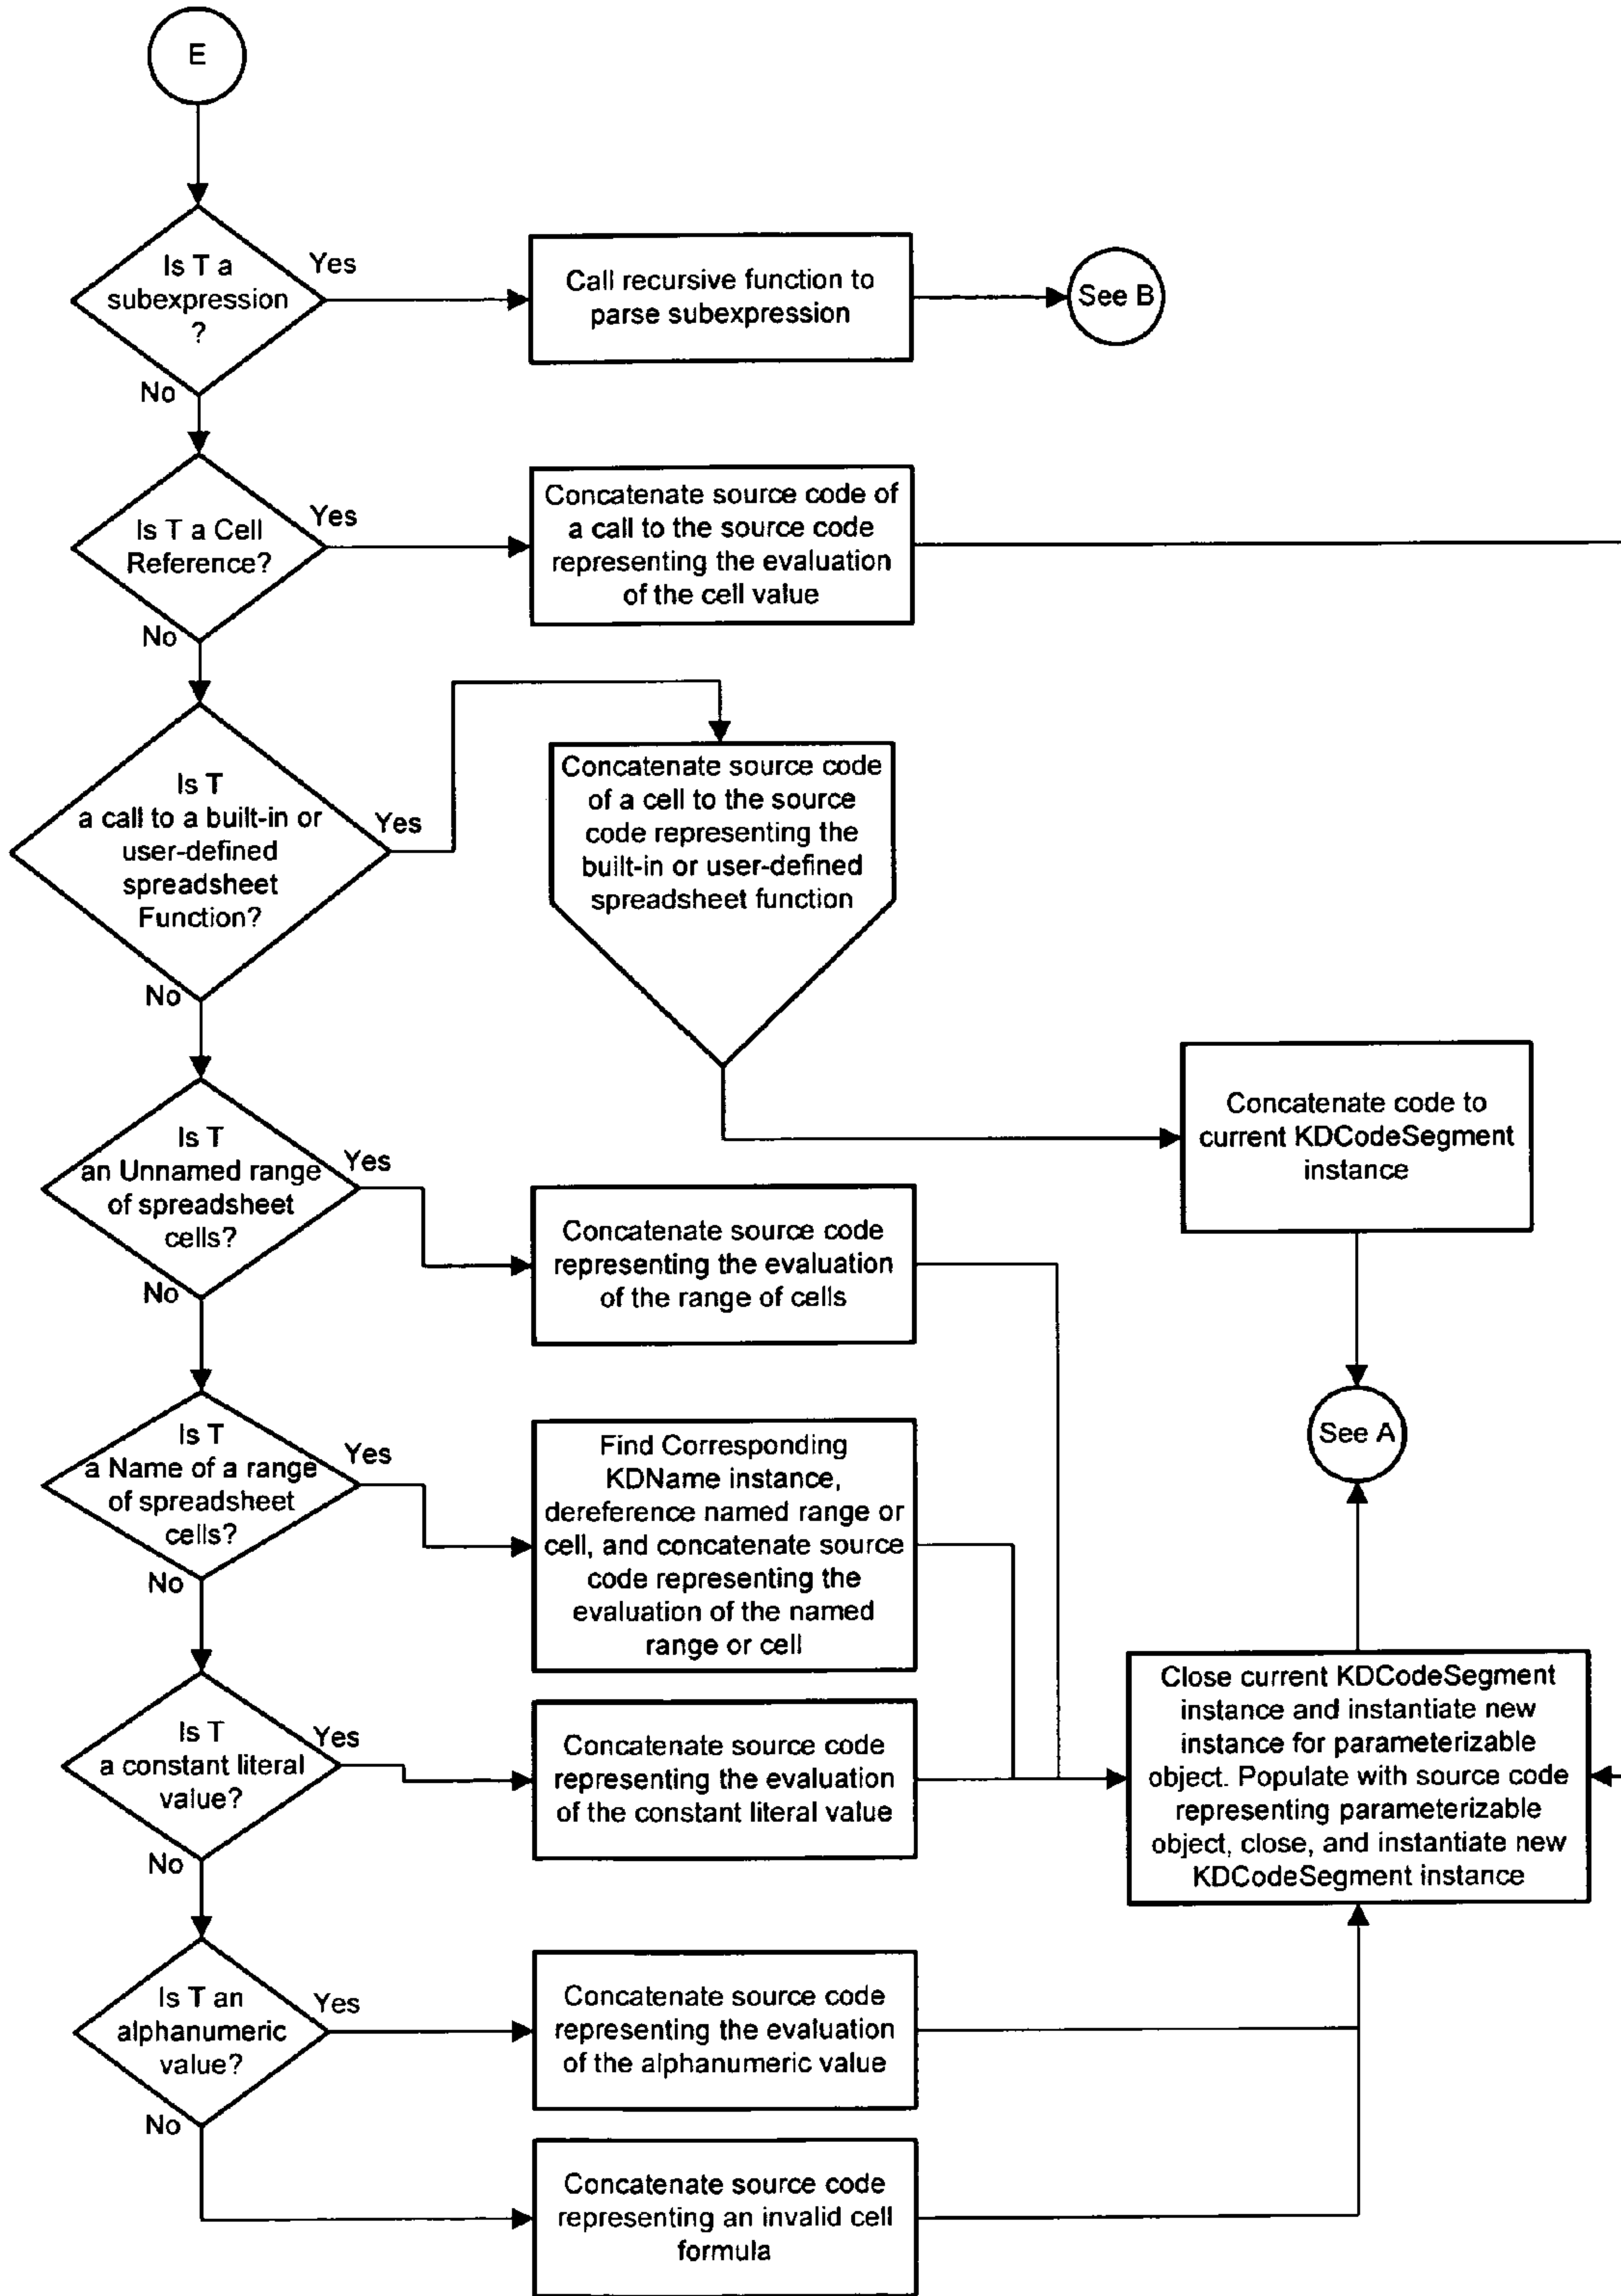 E
Is T a
subexpression
?
Yes
No
Call recursive function to
parse subexpression
See B
Is T a Cell
Reference?
Yes
No
Concatenate source code of
a call to the source code
representing the evaluation
of the cell value
Is T
a call to a built-in or
user-defined
spreadsheet
Function?
Yes
No
Concatenate source code
of a cell to the source
code representing the
built-in or user-defined
spreadsheet function
Concatenate code to
current KDCodeSegment
instance
Is T
an Unnamed range
of spreadsheet
cells?
Yes
No
Concatenate source code
representing the evaluation
of the range of cells
See A
Is T
a Name of a range
of spreadsheet
cells?
Yes
No
Find Corresponding
KDName instance,
dereference named range or
cell, and concatenate source
code representing the
evaluation of the named
range or cell
Close current KDCodeSegment
instance and instantiate new
instance for parameterizable
object. Populate with source code
representing parameterizable
object, close, and instantiate new
KDCodeSegment instance
Is T
a constant literal
value?
Yes
No
Concatenate source code
representing the evaluation
of the constant literal value
Is T an
alphanumeric
value?
Yes
No
Concatenate source code
representing the evaluation
of the alphanumeric value
Concatenate source code
representing an invalid cell
formula